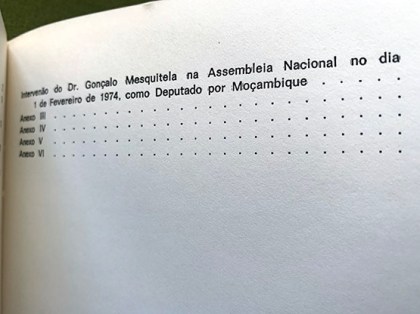 Intervenão do Dr. Gonçalo Mesquitela na Assembleia Nacional no dia
1 de Fevereiro de 1974, como Deputado por Moçambique . . . . .
Anexo III . . . . . . . . . . . . . . . . . .
Anexo IV . . . . . . . . . . . . . . . . . .
Anexo V . . . . . . . . . . . . . . . . . .
Anexo VI . . . . . . . . . . . . . . . . . .